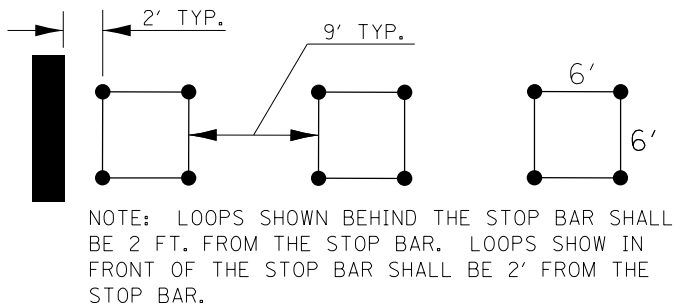 2' TYP.
9' TYP.
6'
6'
NOTE: LOOPS SHOWN BEHIND THE STOP BAR SHALL
BE 2 FT. FROM THE STOP BAR. LOOPS SHOW IN
FRONT OF THE STOP BAR SHALL BE 2' FROM THE
STOP BAR.